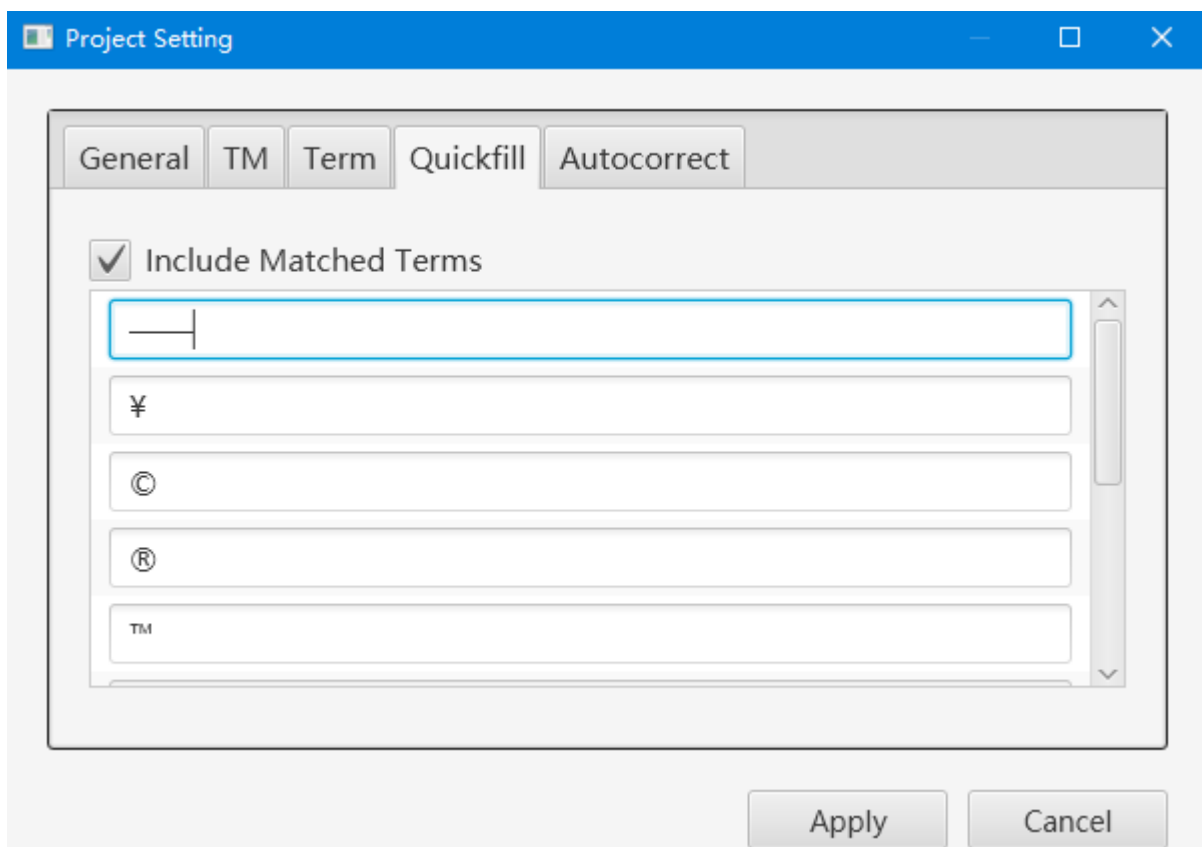 Project Setting
General TM Term Quickfill Autocorrect
Include Matched Terms
——
¥
©
®
™
Apply Cancel